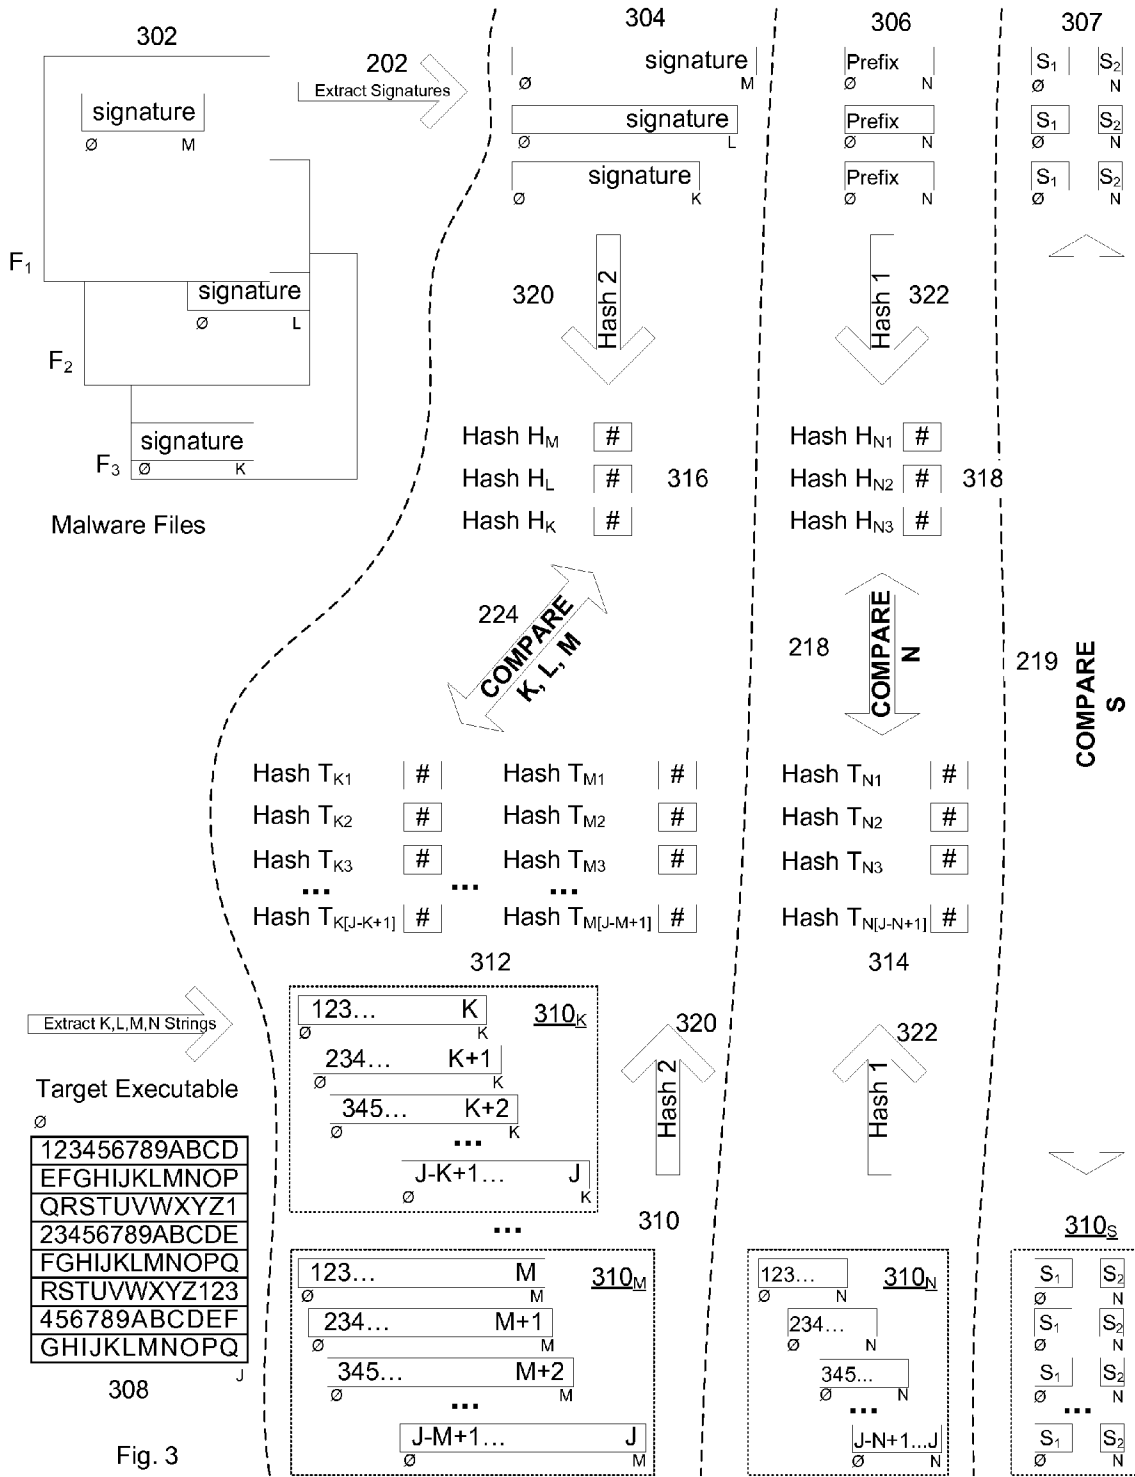 302
304
306
307
202
Extract Signatures
signature
Ø M
signature
Ø M
signature
Ø L
signature
Ø K
Prefix
Ø N
Prefix
Ø N
Prefix
Ø N
S1 S2
Ø N
S1 S2
Ø N
S1 S2
Ø N
F1
signature
Ø L
F2
signature
Ø K
F3
Malware Files
320
Hash 2
Hash 1
322
Hash HM #
Hash HL #
Hash HK #
316
Hash HN1 #
Hash HN2 #
Hash HN3 #
318
224
COMPARE
K, L, M
218
COMPARE
N
219
COMPARE
S
Hash TK1 #
Hash TK2 #
Hash TK3 #
...
Hash TK[J-K+1] #
...
Hash TM1 #
Hash TM2 #
Hash TM3 #
...
Hash TM[J-M+1] #
312
Hash TN1 #
Hash TN2 #
Hash TN3 #
Hash TN[J-N+1] #
314
Extract K,L,M,N Strings
Target Executable
Ø
123456789ABCD
EFGHIJKLMNOP
QRSTUVWXYZ1
23456789ABCDE
FGHIJKLMNOPQ
RSTUVWXYZ123
456789ABCDEF
GHIJKLMNOPQ
J
308
Fig. 3
310K
123... K
Ø K
234... K+1
Ø K
345... K+2
Ø K
...
J-K+1... J
Ø K
320
Hash 2
322
Hash 1
...
310
310M
123... M
Ø M
234... M+1
Ø M
345... M+2
Ø M
...
J-M+1... J
Ø M
310N
123...
Ø N
234...
Ø N
345...
Ø N
...
J-N+1...J
Ø N
310S
S1 S2
Ø N
S1 S2
Ø N
S1 S2
Ø N
...
S1 S2
Ø N